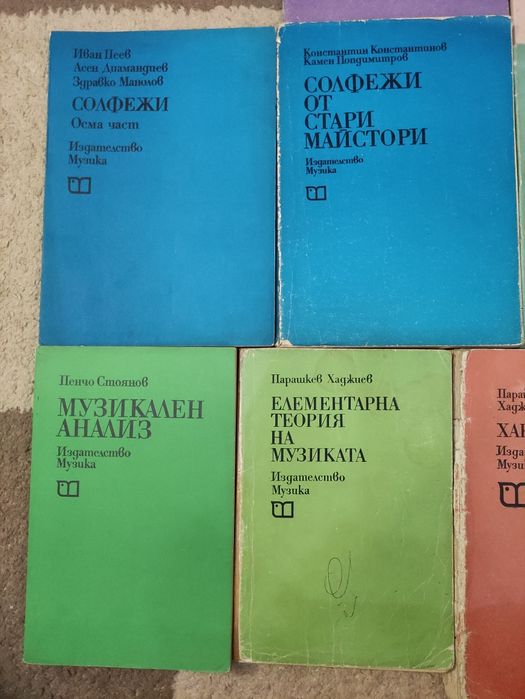 Иван Пеев
Асен Диамандиев
Здравко Манолов
СОЛФЕЖИ
Осма част
Издателство
Музика
Константин Константинов
Камен Попдимитров
СОЛФЕЖИ
ОТ
СТАРИ
МАЙСТОРИ
Издателство
Музика
Пенчо Стоянов
МУЗИКАЛЕН
АНАЛИЗ
Издателство
Музика
Парашкев Хаджиев
ЕЛЕМЕНТАРНА
ТЕОРИЯ
НА
МУЗИКАТА
Издателство
Музика